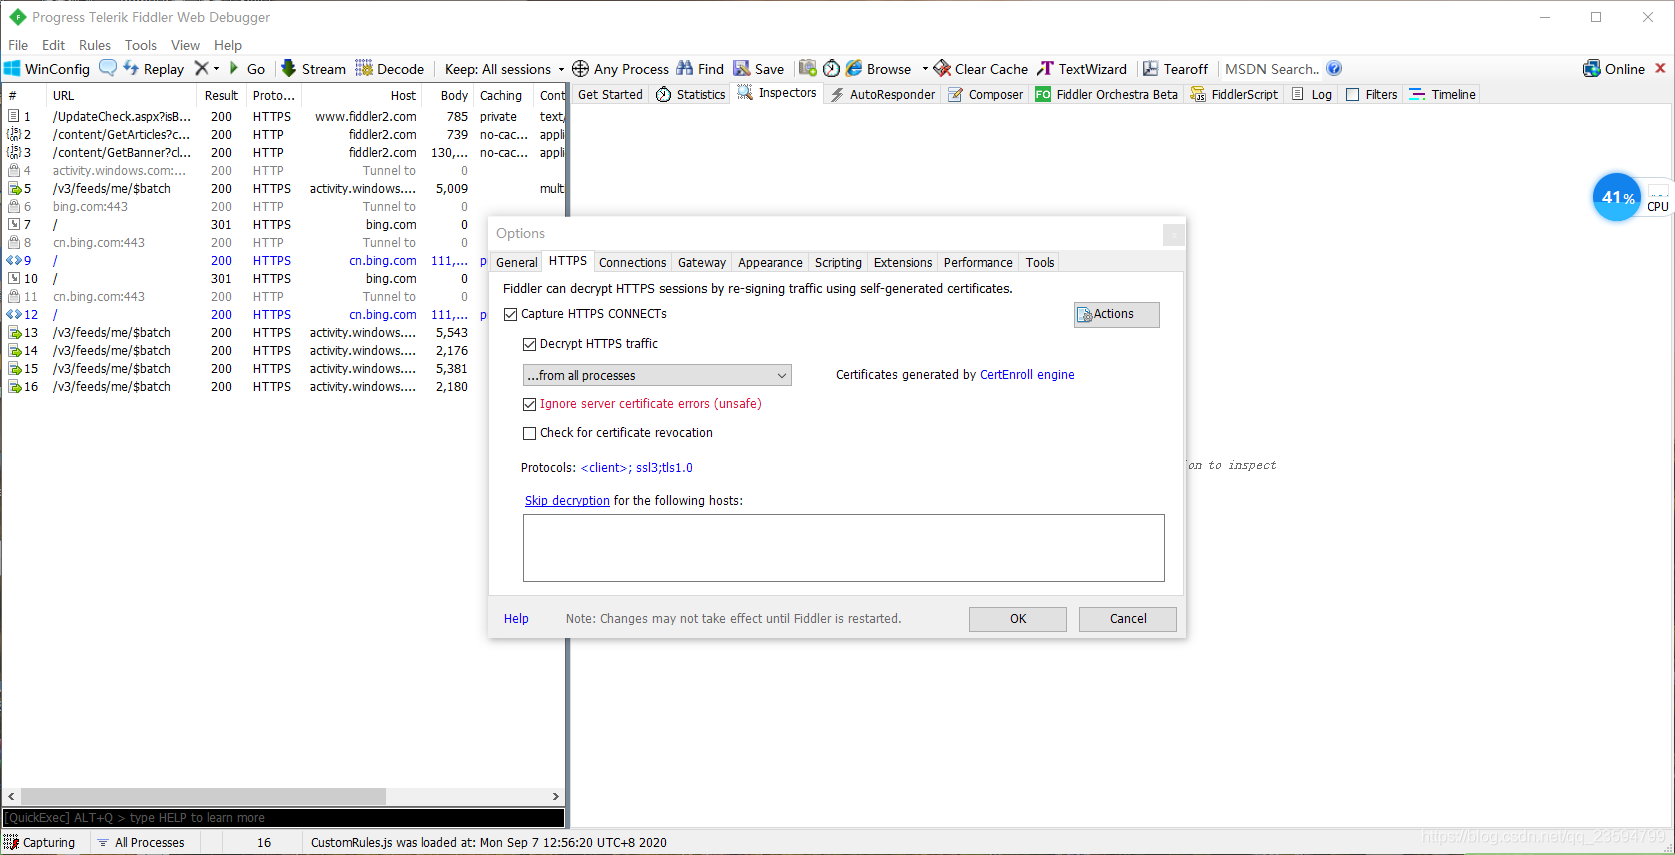 Progress Telerik Fiddler Web Debugger
File Edit Rules Tools View Help
WinConfig Replay Go Stream Decode Keep: All sessions Any Process Find Save Browse Clear Cache TextWizard Tearoff MSDN Search.. Online
# URL Result Proto... Host Body Caching Cont
Get Started Statistics Inspectors AutoResponder Composer FO Fiddler Orchestra Beta FiddlerScript Log Filters Timeline
1 /UpdateCheck.aspx?isB... 200 HTTPS www.fiddler2.com 785 private text/
2 /content/GetArticles?c... 200 HTTP fiddler2.com 739 no-cac... appli
3 /content/GetBanner?cl... 200 HTTP fiddler2.com 130,... no-cac... appli
4 activity.windows.com:... 200 HTTP Tunnel to 0
5 /v3/feeds/me/$batch 200 HTTPS activity.windows.... 5,009 multi
6 bing.com:443 200 HTTP Tunnel to 0
7 / 301 HTTPS bing.com 0
8 cn.bing.com:443 200 HTTP Tunnel to 0
9 / 200 HTTPS cn.bing.com 111,... p
10 / 301 HTTPS bing.com 0
11 cn.bing.com:443 200 HTTP Tunnel to 0
12 / 200 HTTPS cn.bing.com 111,... p
13 /v3/feeds/me/$batch 200 HTTPS activity.windows.... 5,543
14 /v3/feeds/me/$batch 200 HTTPS activity.windows.... 2,176
15 /v3/feeds/me/$batch 200 HTTPS activity.windows.... 5,381
16 /v3/feeds/me/$batch 200 HTTPS activity.windows.... 2,180
41%
CPU
Options
General HTTPS Connections Gateway Appearance Scripting Extensions Performance Tools
Fiddler can decrypt HTTPS sessions by re-signing traffic using self-generated certificates.
Capture HTTPS CONNECTs
Actions
Decrypt HTTPS traffic
...from all processes
Certificates generated by CertEnroll engine
Ignore server certificate errors (unsafe)
Check for certificate revocation
Protocols: <client>; ssl3;tls1.0
ion to inspect
Skip decryption for the following hosts:
Help
Note: Changes may not take effect until Fiddler is restarted.
OK
Cancel
[QuickExec] ALT+Q > type HELP to learn more
Capturing All Processes 16 CustomRules.js was loaded at: Mon Sep 7 12:56:20 UTC+8 2020
https://blog.csdn.net/qq_23594799